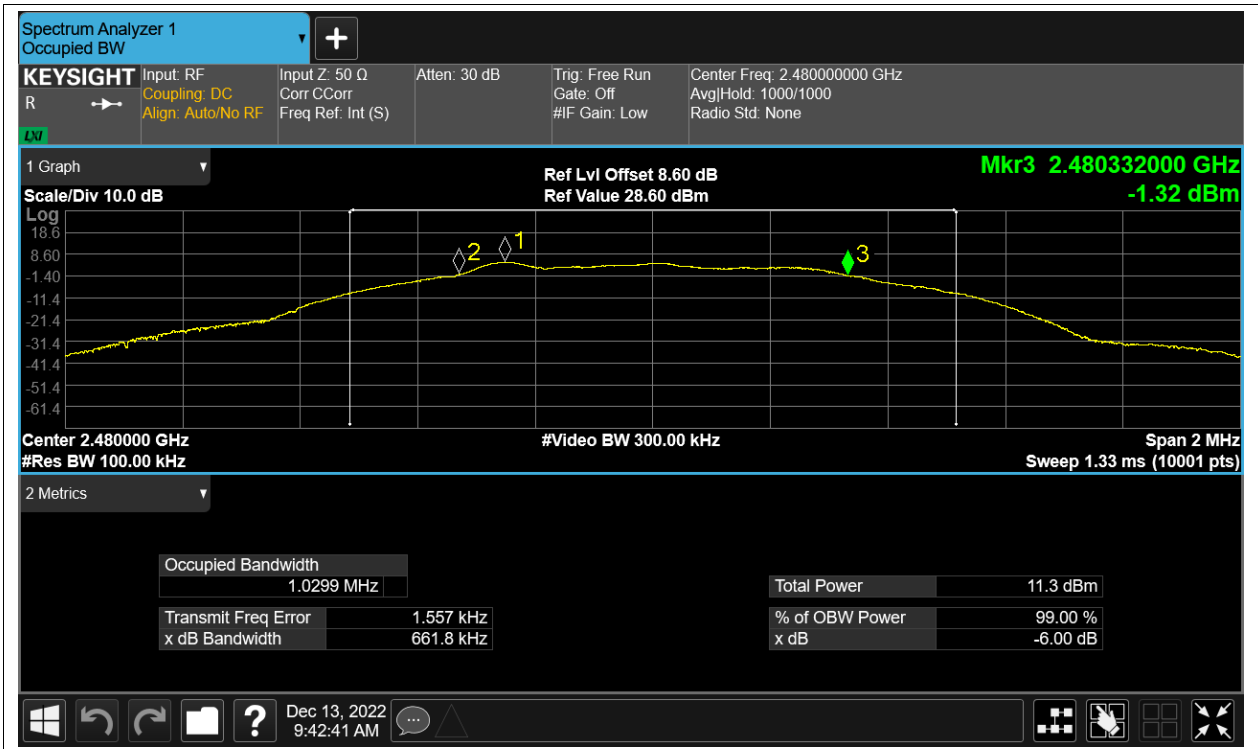 Spectrum Analyzer 1
Occupied BW
KEYSIGHT
R
LXI
Input: RF
Coupling: DC
Align: Auto/No RF
Input Z: 50 Ω
Corr CCorr
Freq Ref: Int (S)
Atten: 30 dB
Trig: Free Run
Gate: Off
#IF Gain: Low
Center Freq: 2.480000000 GHz
Avg|Hold: 1000/1000
Radio Std: None
1 Graph
Scale/Div 10.0 dB
Ref Lvl Offset 8.60 dB
Ref Value 28.60 dBm
Mkr3 2.480332000 GHz
-1.32 dBm
Log
18.6
8.60
-1.40
-11.4
-21.4
-31.4
-41.4
-51.4
-61.4
2
1
3
Center 2.480000 GHz
#Res BW 100.00 kHz
#Video BW 300.00 kHz
Span 2 MHz
Sweep 1.33 ms (10001 pts)
2 Metrics
Occupied Bandwidth
1.0299 MHz
Transmit Freq Error 1.557 kHz
x dB Bandwidth 661.8 kHz
Total Power 11.3 dBm
% of OBW Power 99.00 %
x dB -6.00 dB
?
Dec 13, 2022
9:42:41 AM